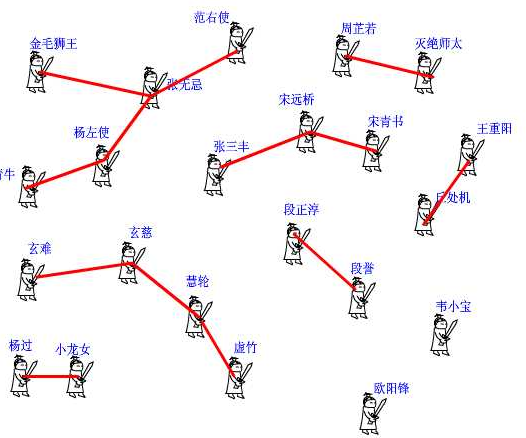 范右使
周芷若
金毛狮王
灭绝师太
张无忌
宋远桥
宋青书
杨左使
王重阳
张三丰
青牛
丘处机
段正淳
玄慈
玄难
段誉
慧轮
韦小宝
杨过
小龙女
虚竹
欧阳锋